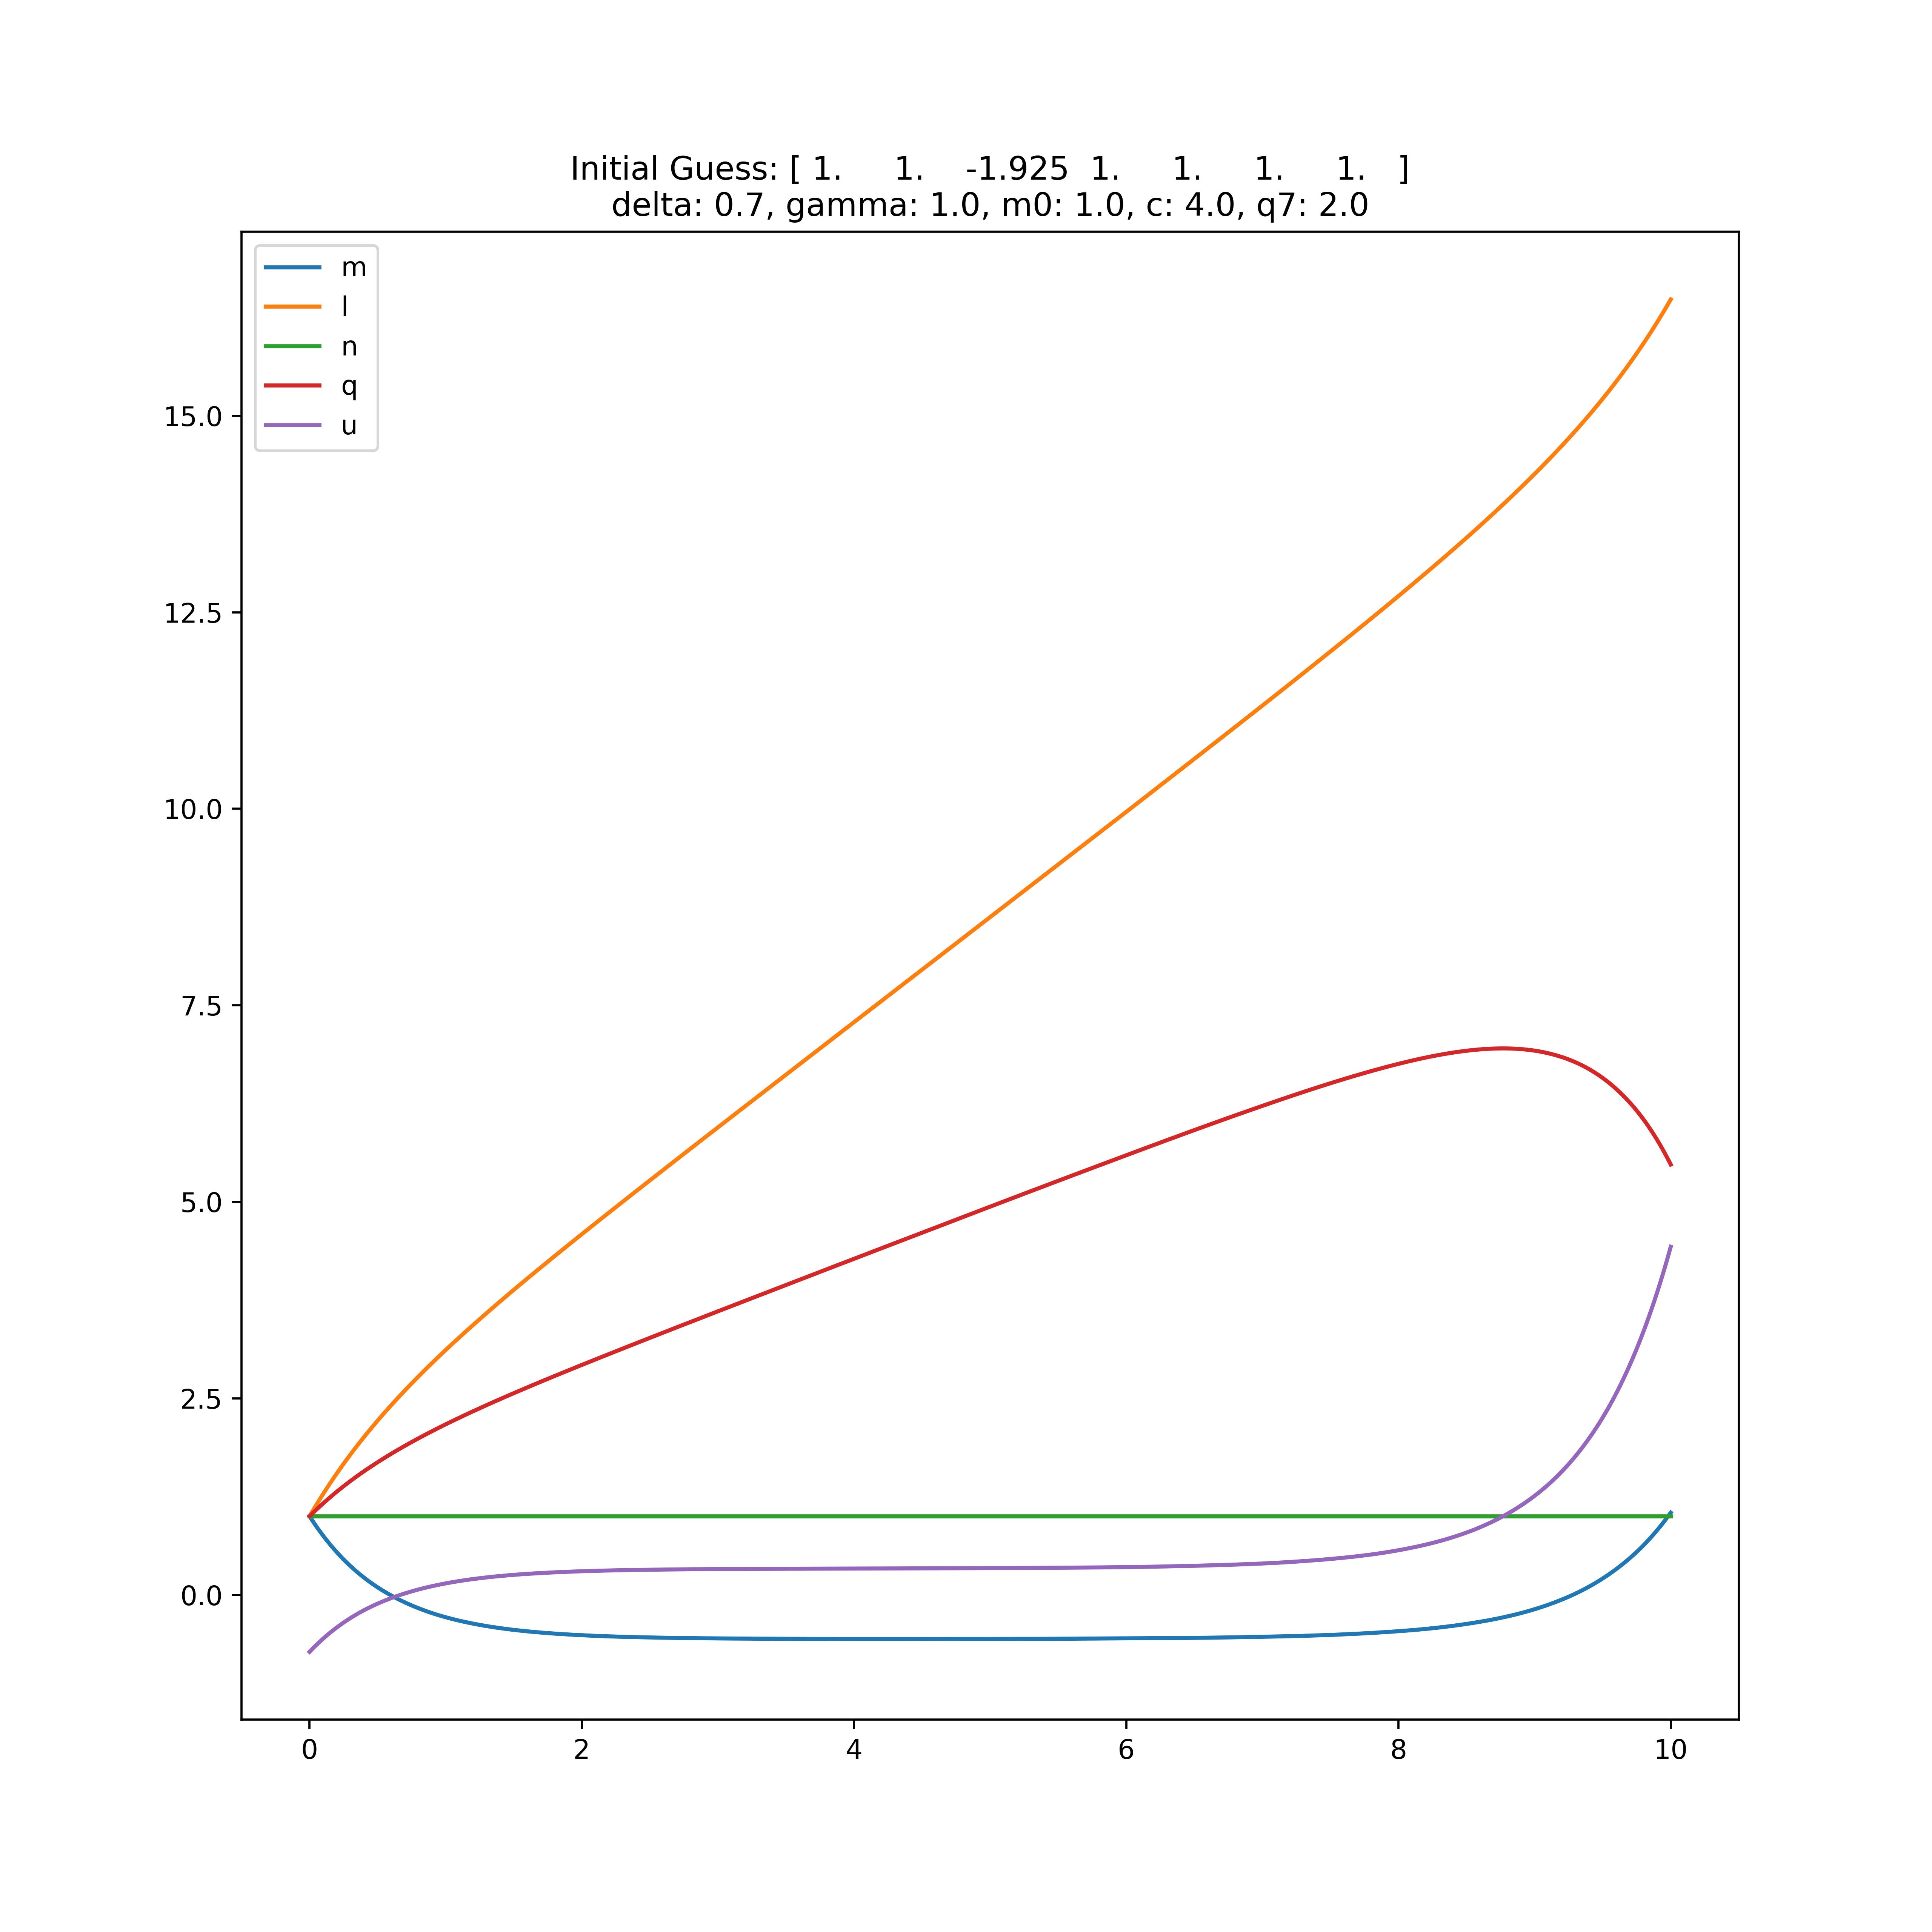 Initial Guess: [ 1. 1. -1.925 1. 1. 1. 1. ]
delta: 0.7, gamma: 1.0, m0: 1.0, c: 4.0, q7: 2.0
m
l
n
q
u
15.0
12.5
10.0
7.5
5.0
2.5
0.0
0 2 4 6 8 10